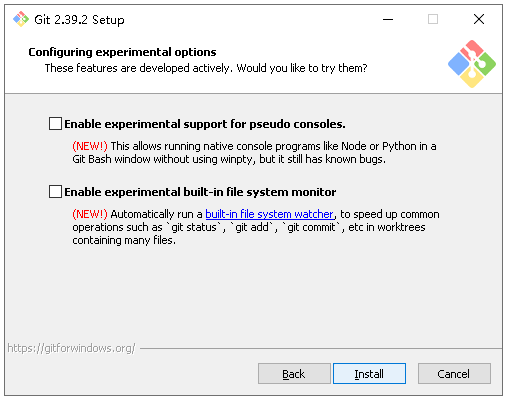 Git 2.39.2 Setup
Configuring experimental options
These features are developed actively. Would you like to try them?
Enable experimental support for pseudo consoles.
(NEW!) This allows running native console programs like Node or Python in a
Git Bash window without using winpty, but it still has known bugs.
Enable experimental built-in file system monitor
(NEW!) Automatically run a built-in file system watcher, to speed up common
operations such as `git status`, `git add`, `git commit`, etc in worktrees
containing many files.
https://gitforwindows.org/
Back Install Cancel